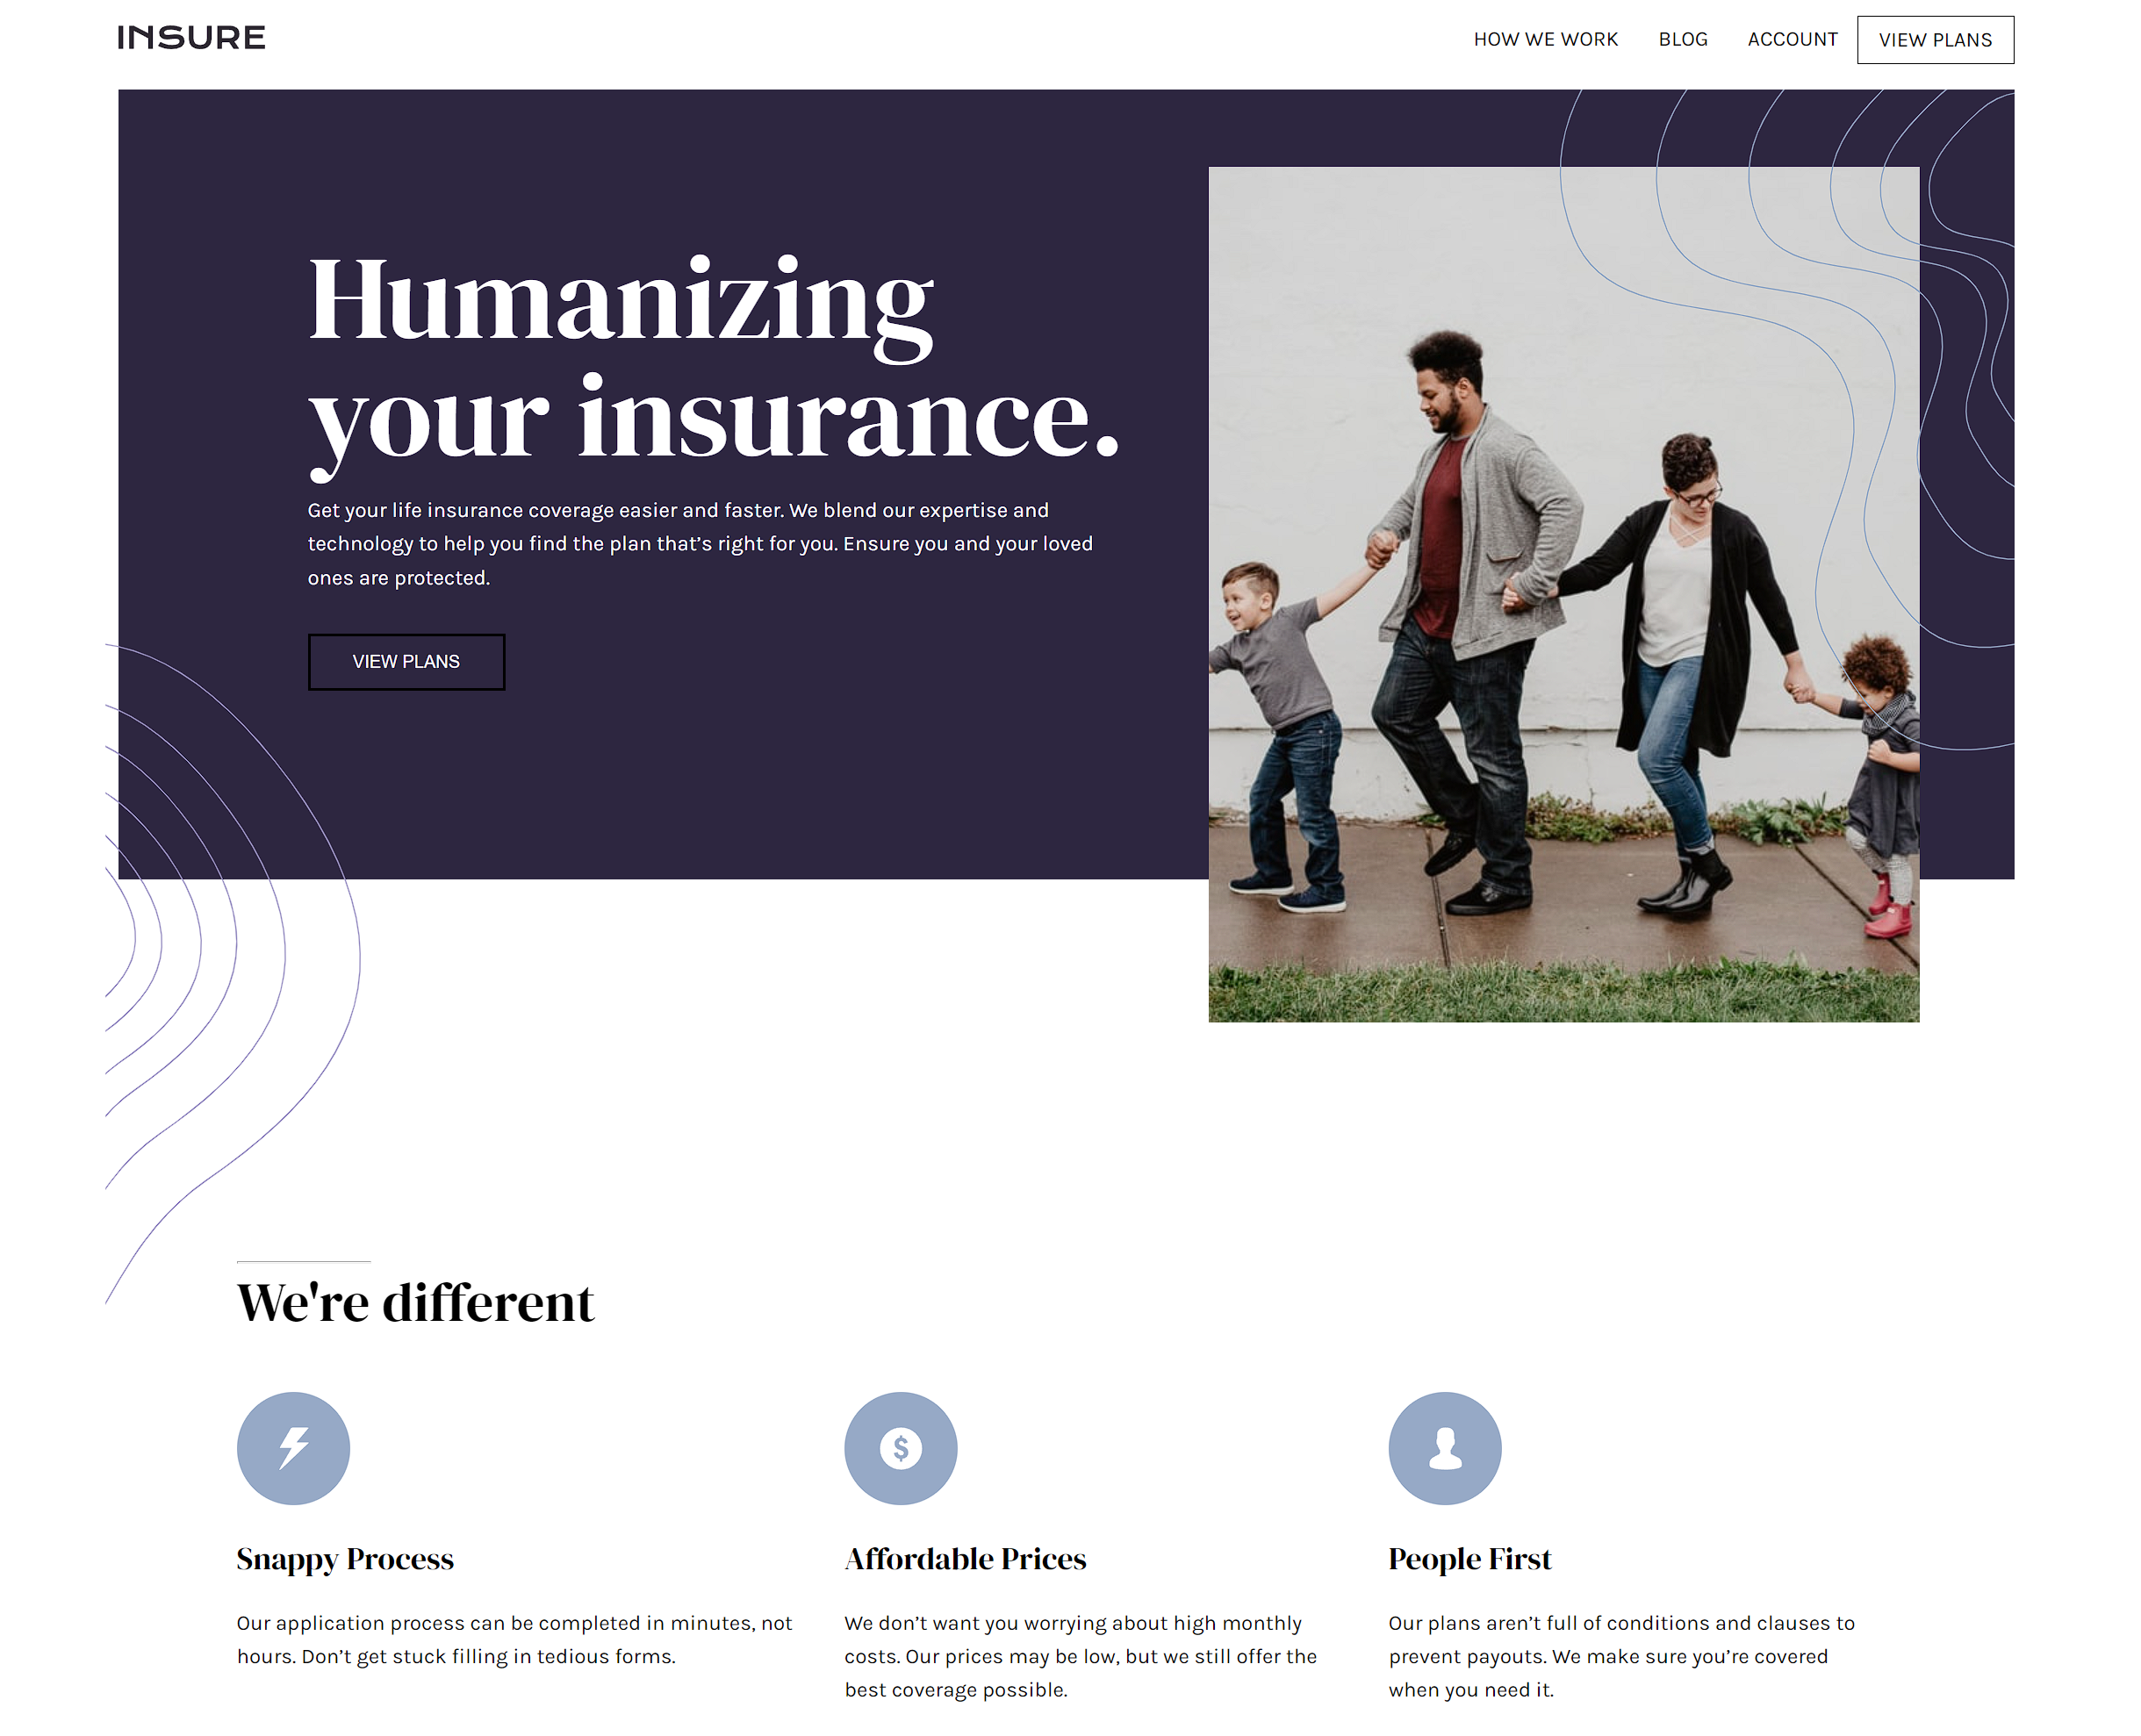 INSURE
HOW WE WORK
BLOG
ACCOUNT
VIEW PLANS
Humanizing
your insurance.
Get your life insurance coverage easier and faster. We blend our expertise and
technology to help you find the plan that’s right for you. Ensure you and your loved
ones are protected.
VIEW PLANS
We're different
Snappy Process
Our application process can be completed in minutes, not
hours. Don’t get stuck filling in tedious forms.
Affordable Prices
We don’t want you worrying about high monthly
costs. Our prices may be low, but we still offer the
best coverage possible.
People First
Our plans aren’t full of conditions and clauses to
prevent payouts. We make sure you’re covered
when you need it.